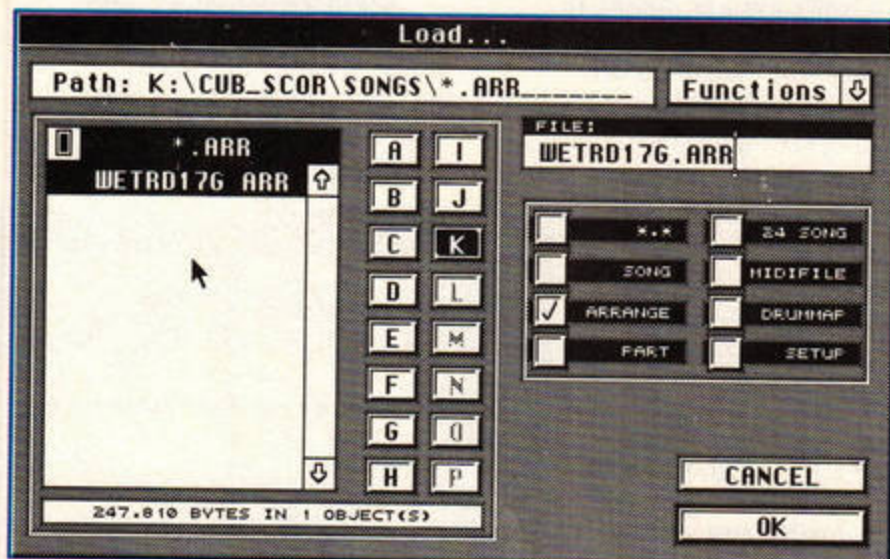 Load...
Path: K:\CUB_SCOR\SONGS\*.ARR_______
Functions
*.ARR
WETRD17G ARR
A I
B J
C K
D L
E M
F N
G O
H P
247.810 BYTES IN 1 OBJECT(S)
FILE:
WETRD17G.ARR
*.* 24 SONG
SONG MIDIFILE
ARRANGE DRUMMAP
PART SETUP
CANCEL
OK